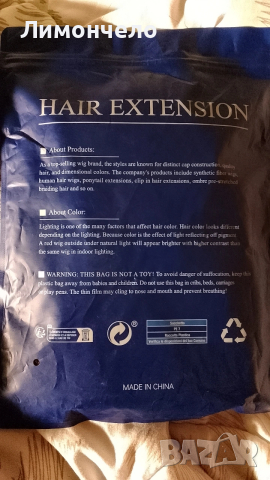 Лимончело
HAIR EXTENSION
About Products:
As a top-selling wig brand, the styles are known for distinct cap construction,
hair, and dimensional colors. The company's products include synthetic fiber wigs,
human hair wigs, ponytail extensions, clip in hair extensions, ombre pre-stretched
braiding hair and so on.
About Color:
Lighting is one of the many factors that affect hair color. Hair color looks different
depending on the lighting. Because color is the effect of light reflecting off pigments
A red wig outside under natural light will appear brighter with higher contrast than
the same wig in indoor lighting.
WARNING: THIS BAG IS NOT A TOY! To avoid danger of suffocation, keep this
plastic bag away from babies and children. Do not use this bag in cribs, beds, carriages
or play pens. The thin film may cling to nose and mouth and prevent breathing!
PET
MADE IN CHINA
BAZAR